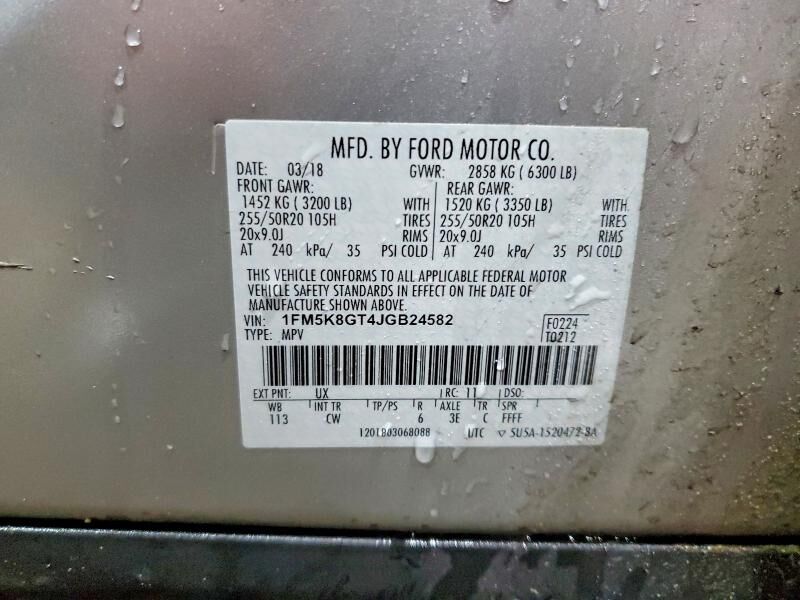 MFD. BY FORD MOTOR CO.
DATE: 03/18 GVWR: 2858 KG ( 6300 LB)
FRONT GAWR: REAR GAWR:
1452 KG ( 3200 LB) WITH 1520 KG ( 3350 LB) WITH
255/50R20 105H TIRES 255/50R20 105H TIRES
20x9.0J RIMS 20x9.0J RIMS
AT 240 kPa/ 35 PSI COLD AT 240 kPa/ 35 PSI COLD
THIS VEHICLE CONFORMS TO ALL APPLICABLE FEDERAL MOTOR
VEHICLE SAFETY STANDARDS IN EFFECT ON THE DATE OF
MANUFACTURE SHOWN ABOVE.
VIN: 1FM5K8GT4JGB24582 F0224
TYPE: MPV T0212
EXT PNT: UX RC: 11 DSO:
WB INT TR TP/PS R AXLE TR SPR
113 CW 6 3E C FFFF
1201803068088 UTC ▽ SU5A-1520472-BA